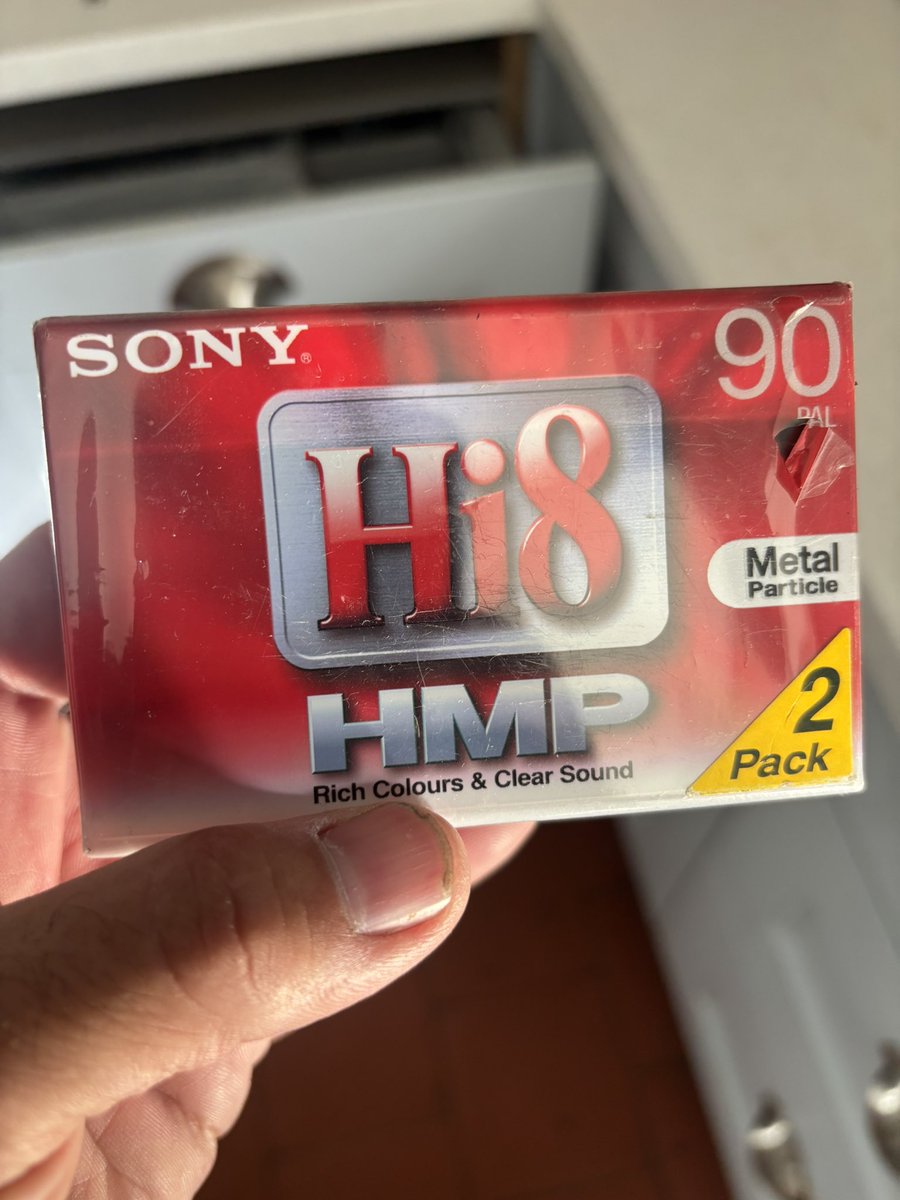 SONY®
90
PAL
Hi8
Metal
Particle
HMP
Rich Colours & Clear Sound
2
Pack